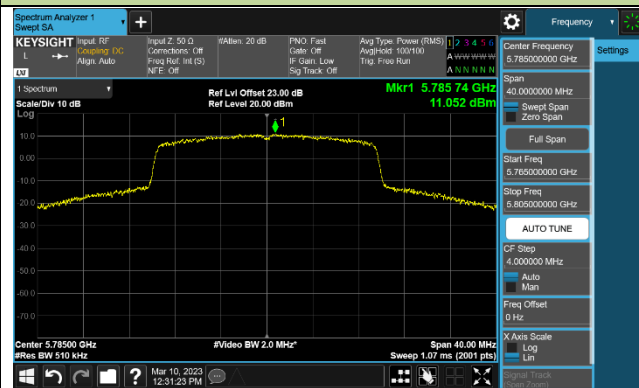 Spectrum Analyzer 1
Swept SA
Frequency
KEYSIGHT
Input: RF
Coupling: DC
Align: Auto
Input Z: 50 Ω
Corrections: Off
Freq Ref: Int (S)
NFE: Off
#Atten: 20 dB
PNO: Fast
Gate: Off
IF Gain: Low
Sig Track: Off
Avg Type: Power (RMS)
Avg|Hold: 100/100
Trig: Free Run
1 2 3 4 5 6
A W W W W W
A N N N N N
L
LXI
Center Frequency
5.785000000 GHz
Settings
Span
40.0000000 MHz
Swept Span
Zero Span
Full Span
Start Freq
5.765000000 GHz
Stop Freq
5.805000000 GHz
AUTO TUNE
CF Step
4.000000 MHz
Auto
Man
Freq Offset
0 Hz
X Axis Scale
Log
Lin
Signal Track
(Span Zoom)
1 Spectrum
Scale/Div 10 dB
Ref Lvl Offset 23.00 dB
Ref Level 20.00 dBm
Mkr1 5.785 74 GHz
11.052 dBm
Log
1
10.0
0.00
-10.0
-20.0
-30.0
-40.0
-50.0
-60.0
-70.0
Center 5.78500 GHz
#Res BW 510 kHz
#Video BW 2.0 MHz*
Span 40.00 MHz
Sweep 1.07 ms (2001 pts)
?
Mar 10, 2023
12:31:23 PM